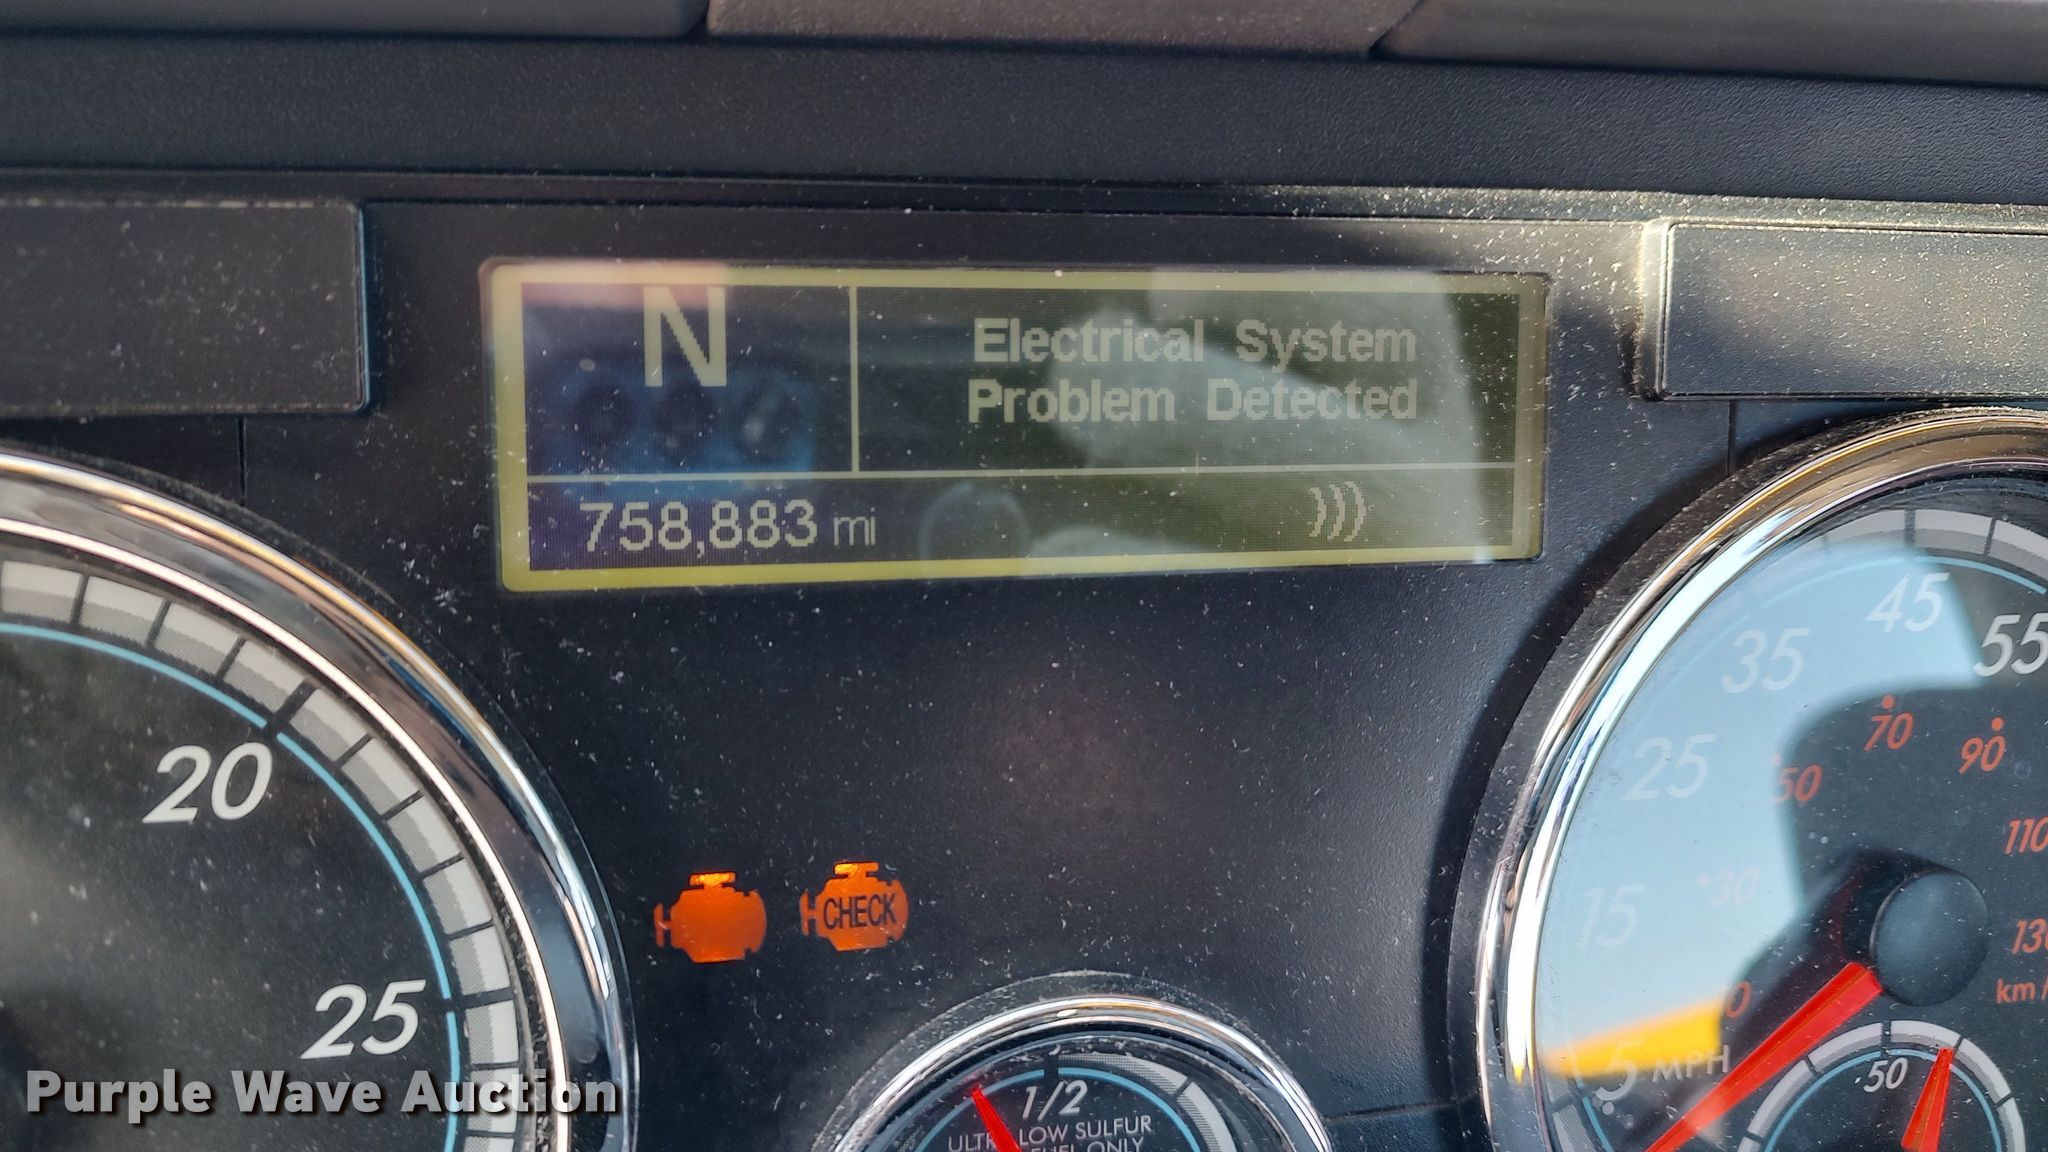 N
Electrical System
Problem Detected
758,883 mi
20
25
CHECK
1/2
ULTRA LOW SULFUR
FUEL ONLY
55
45
35
25
15
5 MPH
30
50
70
90
110
km/
50
Purple Wave Auction